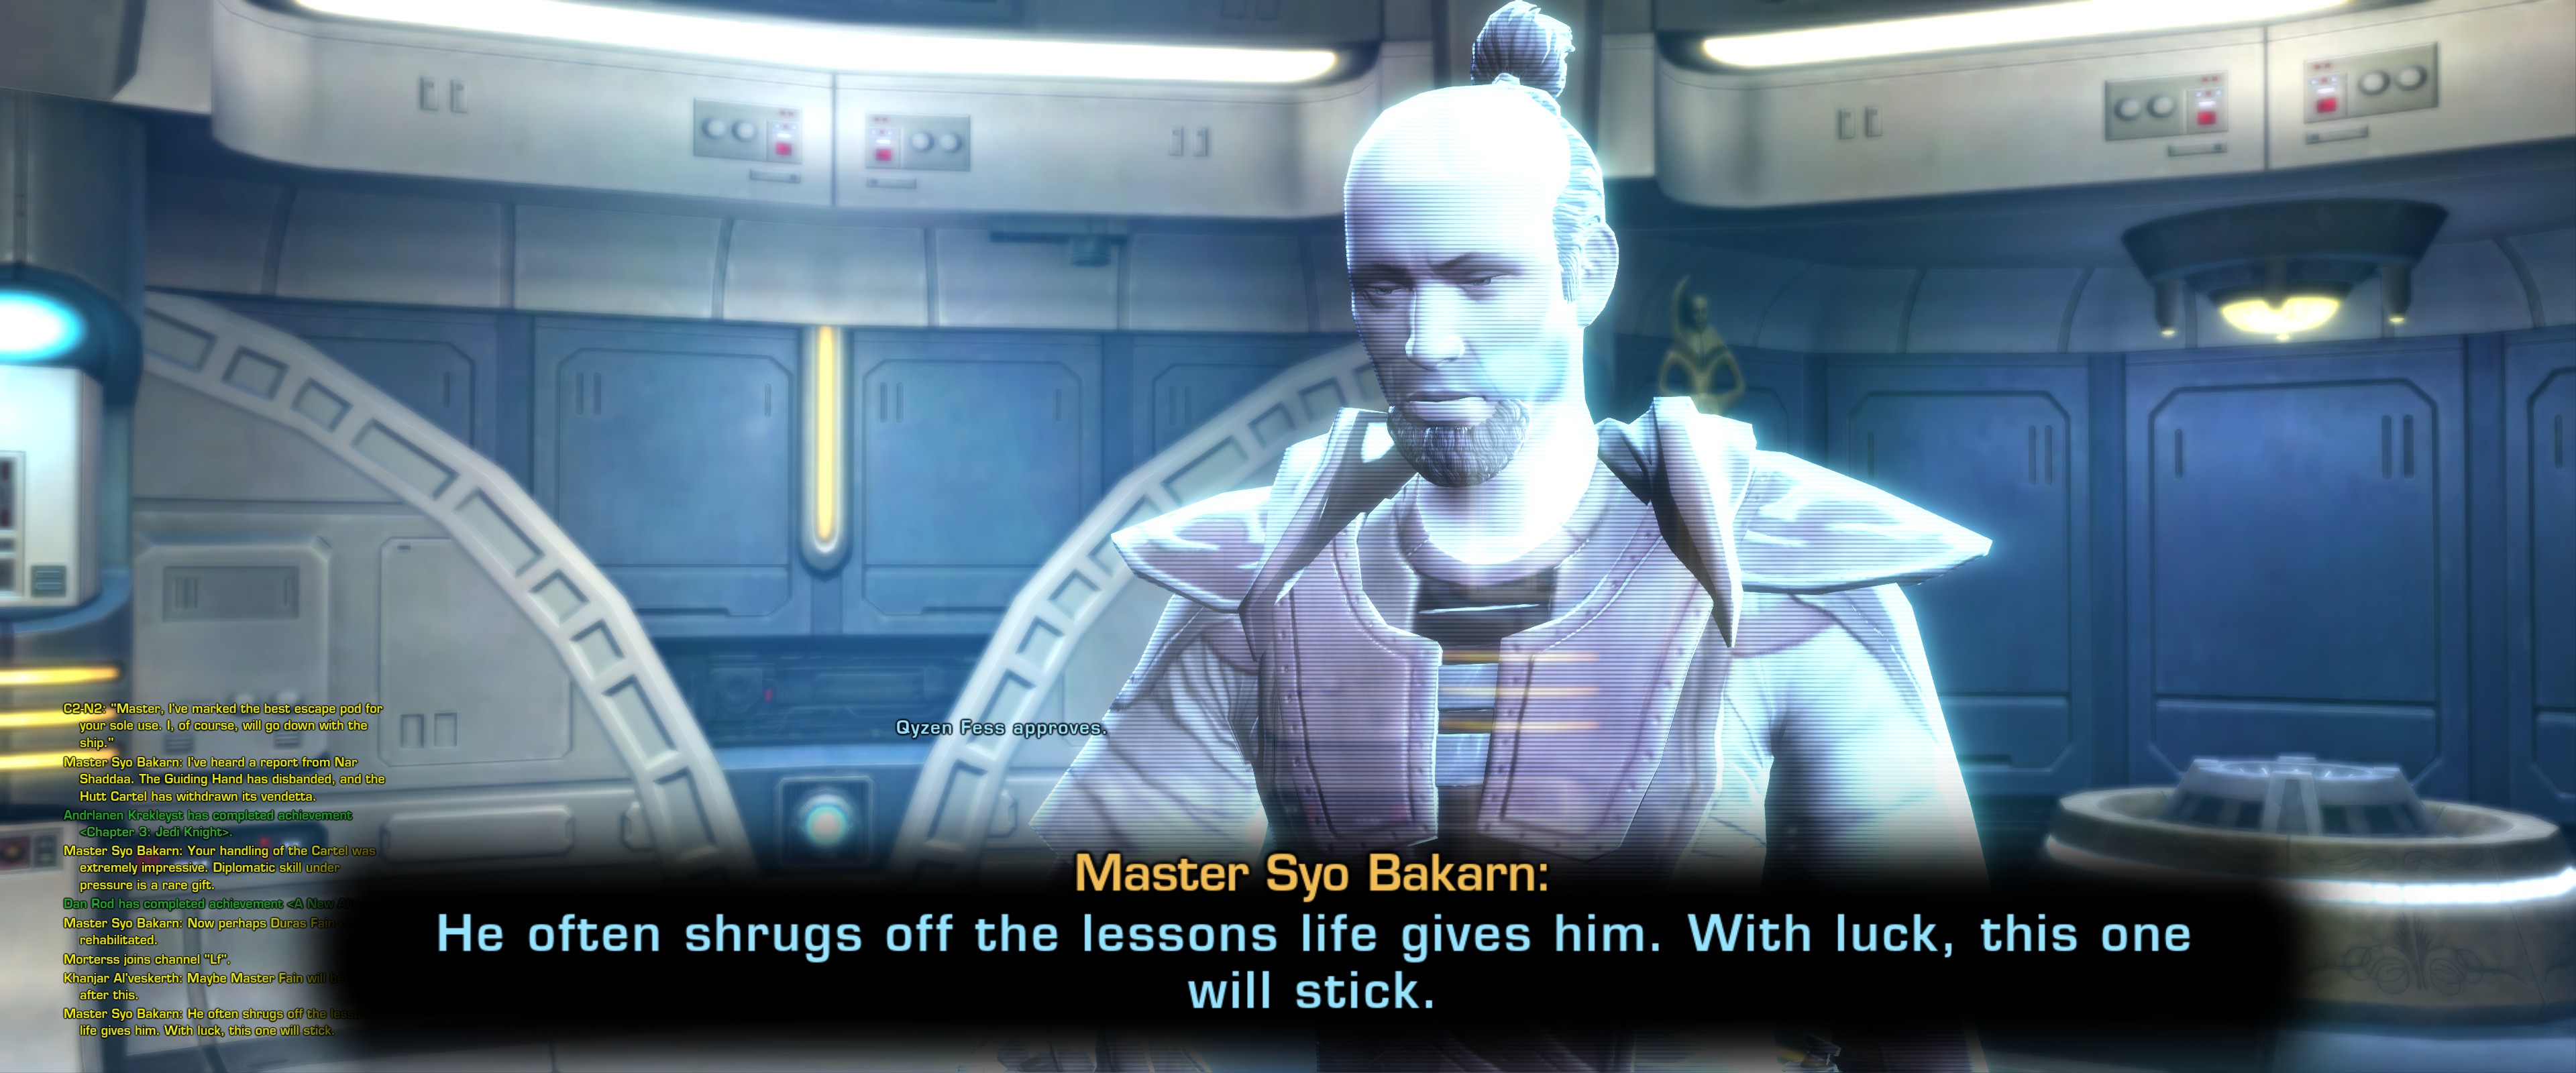 C2-N2: "Master, I've marked the best escape pod for
your sole use. I, of course, will go down with the
ship."
Master Syo Bakarn: I've heard a report from Nar
Shaddaa. The Guiding Hand has disbanded, and the
Hutt Cartel has withdrawn its vendetta.
Andrlanen Krekleyst has completed achievement
<Chapter 3: Jedi Knight>.
Master Syo Bakarn: Your handling of the Cartel was
extremely impressive. Diplomatic skill under
pressure is a rare gift.
Dan Rod has completed achievement <A New
Master Syo Bakarn: Now perhaps Duras Fain
rehabilitated.
Morterss joins channel "Lf".
Khanjar Al'veskerth: Maybe Master Fain will
after this.
Master Syo Bakarn: He often shrugs off the lessons
life gives him. With luck, this one will stick.
Qyzen Fess approves.
Master Syo Bakarn:
He often shrugs off the lessons life gives him. With luck, this one
will stick.